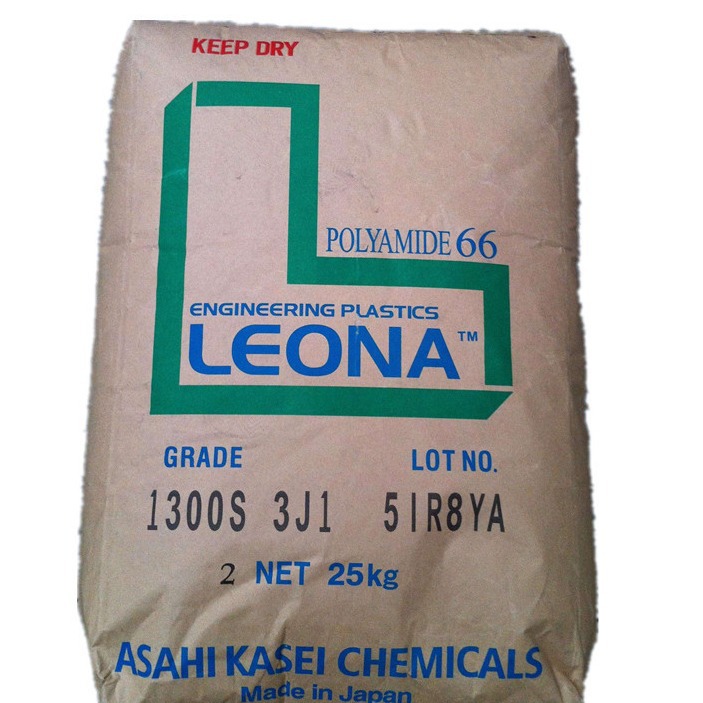 KEEP DRY
POLYAMIDE 66
ENGINEERING PLASTICS
LEONA™
GRADE LOT NO.
1300S 3J1 5IR8YA
2 NET 25kg
ASAHI KASEI CHEMICALS
Made in Japan